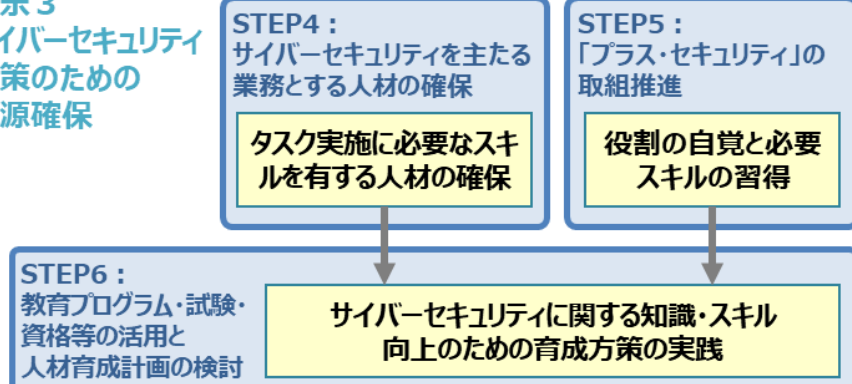 示3
イバーセキュリティ
策のための
源確保
STEP4：
サイバーセキュリティを主たる
業務とする人材の確保
タスク実施に必要なスキ
ルを有する人材の確保
STEP5：
「プラス・セキュリティ」の
取組推進
役割の自覚と必要
スキルの習得
STEP6：
教育プログラム・試験・
資格等の活用と
人材育成計画の検討
サイバーセキュリティに関する知識・スキル
向上のための育成方策の実践